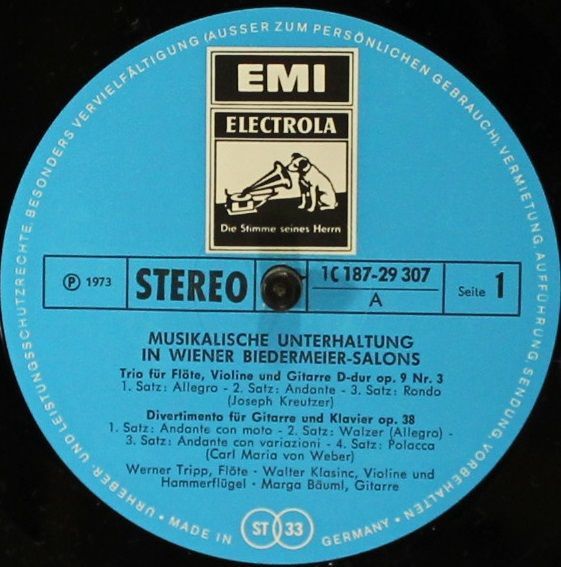 URHEBER- UND LEISTUNGSSCHUTZRECHTE, BESONDERS VERVIELFÄLTIGUNG (AUSSER ZUM PERSÖNLICHEN GEBRAUCH), VERMIETUNG, AUFFÜHRUNG, SENDUNG VORBEHALTEN
EMI
ELECTROLA
Die Stimme seines Herrn
Ⓟ 1973 STEREO 1C 187-29 307 Seite 1
A
MUSIKALISCHE UNTERHALTUNG
IN WIENER BIEDERMEIER-SALONS
Trio für Flöte, Violine und Gitarre D-dur op. 9 Nr. 3
1. Satz: Allegro - 2. Satz: Andante - 3. Satz: Rondo
(Joseph Kreutzer)
Divertimento für Gitarre und Klavier op. 38
1. Satz: Andante con moto - 2. Satz: Walzer (Allegro) -
3. Satz: Andante con variazioni - 4. Satz: Polacca
(Carl Maria von Weber)
Werner Tripp, Flöte · Walter Klasinc, Violine und
Hammerflügel · Marga Bäuml, Gitarre
· MADE IN ST 33 GERMANY ·